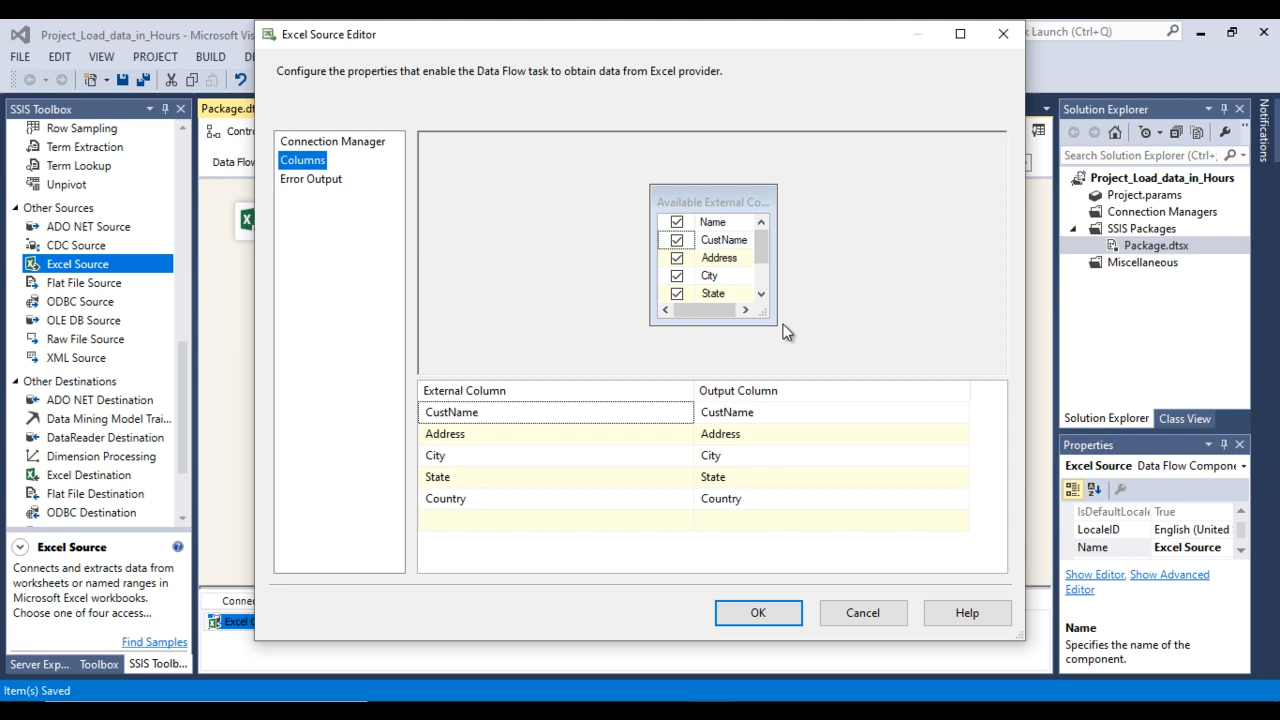 Project_Load_data_in_Hours - Microsoft Vis
Excel Source Editor
Launch (Ctrl+Q)
FILE EDIT VIEW PROJECT BUILD DE
Configure the properties that enable the Data Flow task to obtain data from Excel provider.
SSIS Toolbox
Row Sampling
Term Extraction
Term Lookup
Unpivot
Other Sources
ADO NET Source
CDC Source
Excel Source
Flat File Source
ODBC Source
OLE DB Source
Raw File Source
XML Source
Other Destinations
ADO NET Destination
Data Mining Model Trai...
DataReader Destination
Dimension Processing
Excel Destination
Flat File Destination
ODBC Destination
Excel Source
Connects and extracts data from
worksheets or named ranges in
Microsoft Excel workbooks.
Choose one of four access...
Find Samples
Server Exp... Toolbox SSIS Toolb...
Item(s) Saved
Package.dt
Contro
Data Flow
Connec
Excel C
Connection Manager
Columns
Error Output
Available External Co...
Name
CustName
Address
City
State
External Column Output Column
CustName CustName
Address Address
City City
State State
Country Country
OK Cancel Help
Solution Explorer
Search Solution Explorer (Ctrl+;
Project_Load_data_in_Hours
Project.params
Connection Managers
SSIS Packages
Package.dtsx
Miscellaneous
Solution Explorer Class View
Properties
Excel Source Data Flow Compone
IsDefaultLocale True
LocaleID English (United
Name Excel Source
Show Editor, Show Advanced
Editor
Name
Specifies the name of the
component.
Notifications